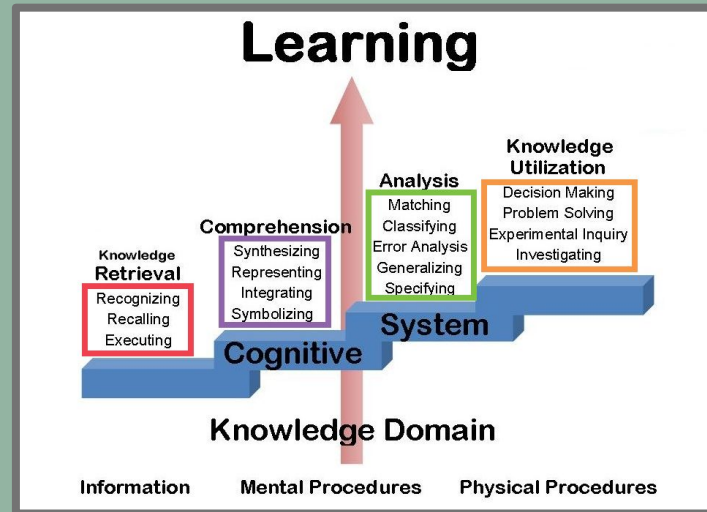 Learning
Knowledge
Retrieval
Recognizing
Recalling
Executing
Comprehension
Synthesizing
Representing
Integrating
Symbolizing
Analysis
Matching
Classifying
Error Analysis
Generalizing
Specifying
Knowledge
Utilization
Decision Making
Problem Solving
Experimental Inquiry
Investigating
Cognitive System
Knowledge Domain
Information Mental Procedures Physical Procedures